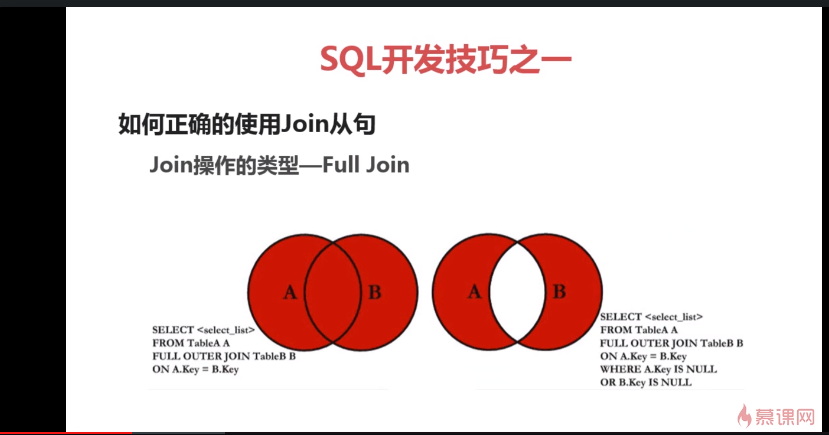 SQL开发技巧之一
如何正确的使用Join从句
Join操作的类型—Full Join
A
B
SELECT <select_list>
FROM TableA A
FULL OUTER JOIN TableB B
ON A.Key = B.Key
A
B
SELECT <select_list>
FROM TableA A
FULL OUTER JOIN TableB B
ON A.Key = B.Key
WHERE A.Key IS NULL
OR B.Key IS NULL
慕课网